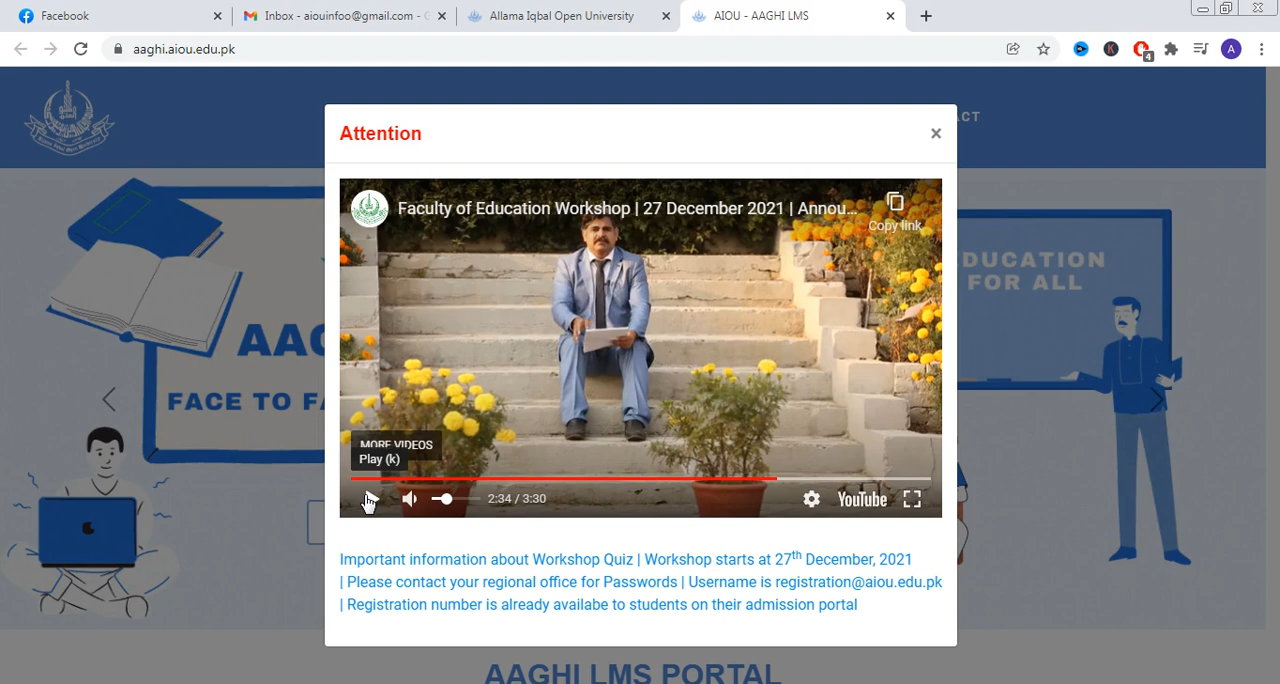 Facebook
Inbox - aiouinfoo@gmail.com - G
Allama Iqbal Open University
AIOU - AAGHI LMS
aaghi.aiou.edu.pk
4
K
A
ACT
Attention
Faculty of Education Workshop | 27 December 2021 | Annou...
Copy link
EDUCATION
FOR ALL
AAG
FACE TO FA
MORE VIDEOS
Play (k)
2:34 / 3:30
YouTube
Important information about Workshop Quiz | Workshop starts at 27th December, 2021
| Please contact your regional office for Passwords | Username is registration@aiou.edu.pk
| Registration number is already availabe to students on their admission portal
AAGHI LMS PORTAL